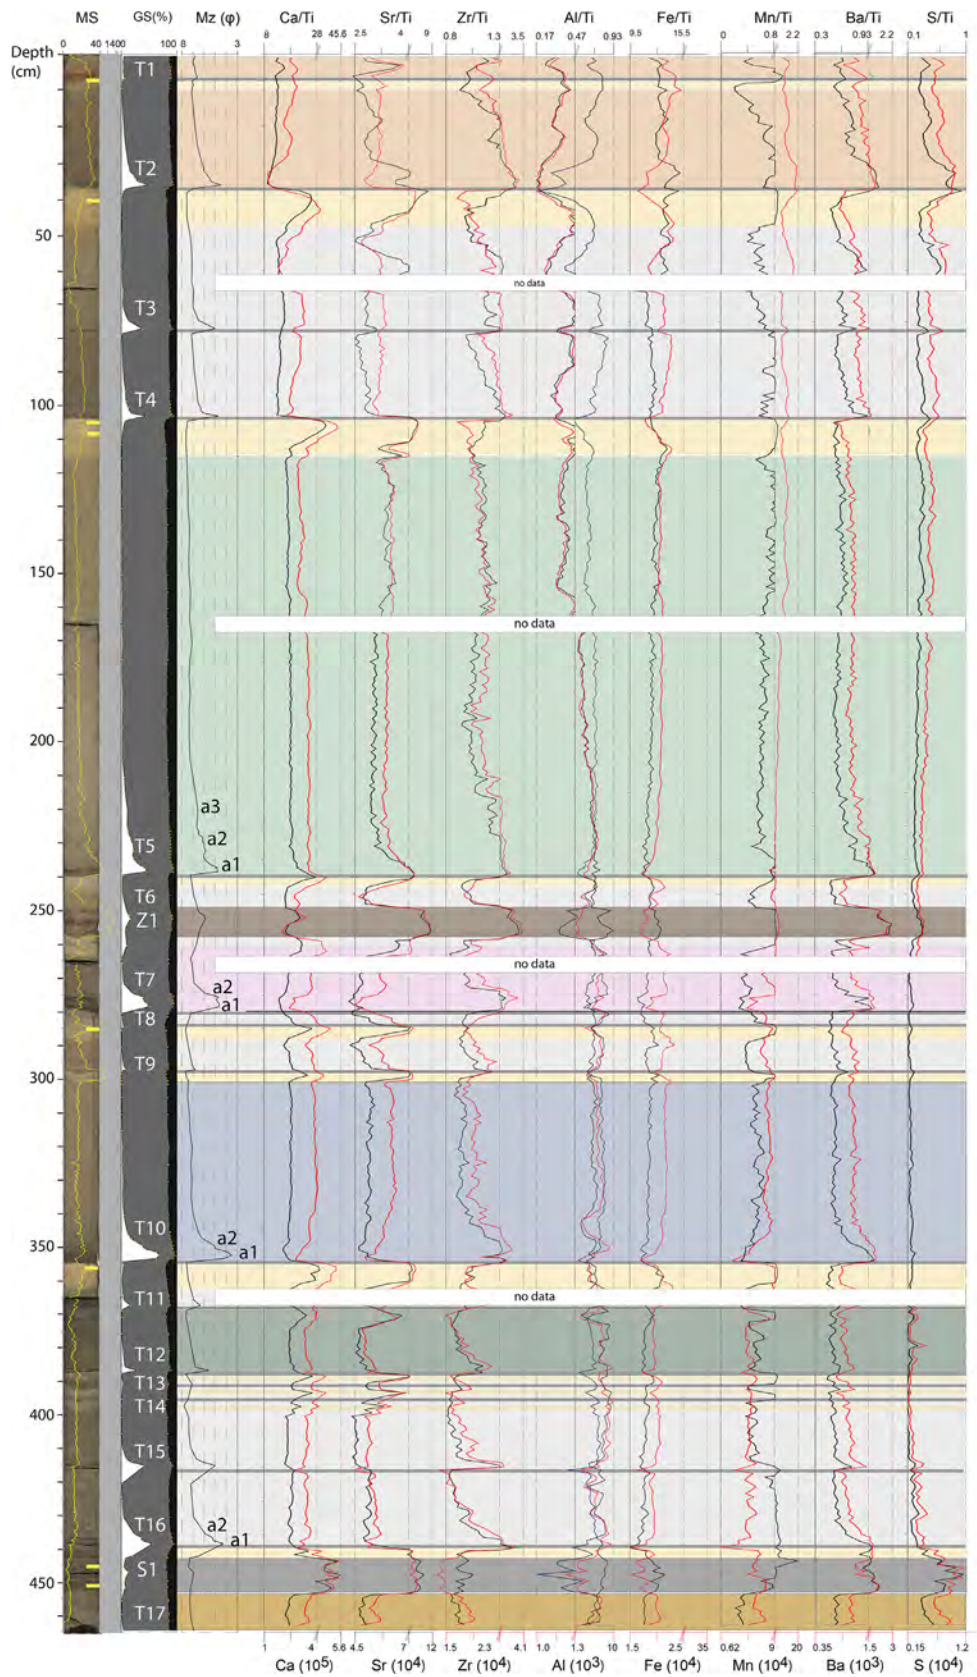 MS GS(%) Mz (φ) Ca/Ti Sr/Ti Zr/Ti Al/Ti Fe/Ti Mn/Ti Ba/Ti S/Ti
Depth 0 40 1400 100 8 3 8 28 45.6 2.5 4 9 0.8 1.3 3.5 0.17 0.47 0.93 9.5 15.5 0 0.8 2.2 0.3 0.93 2.2 0.1 1
(cm)
T1
T2
50
no data
T3
T4
100
150
no data
200
a3
a2
T5
a1
T6
250
Z1
no data
T7
a2
a1
T8
T9
300
T10
a2
a1
350
T11
no data
T12
T13
400
T14
T15
T16
a2
a1
S1
450
T17
1 4 5.6 4.5 7 12 1.5 2.3 4.1 1.0 1.3 10 1.5 2.5 35 0.62 9 20 0.35 1.5 3 0.15 1.2
Ca (10⁵) Sr (10⁴) Zr (10⁴) Al (10³) Fe (10⁴) Mn (10⁴) Ba (10³) S (10⁴)